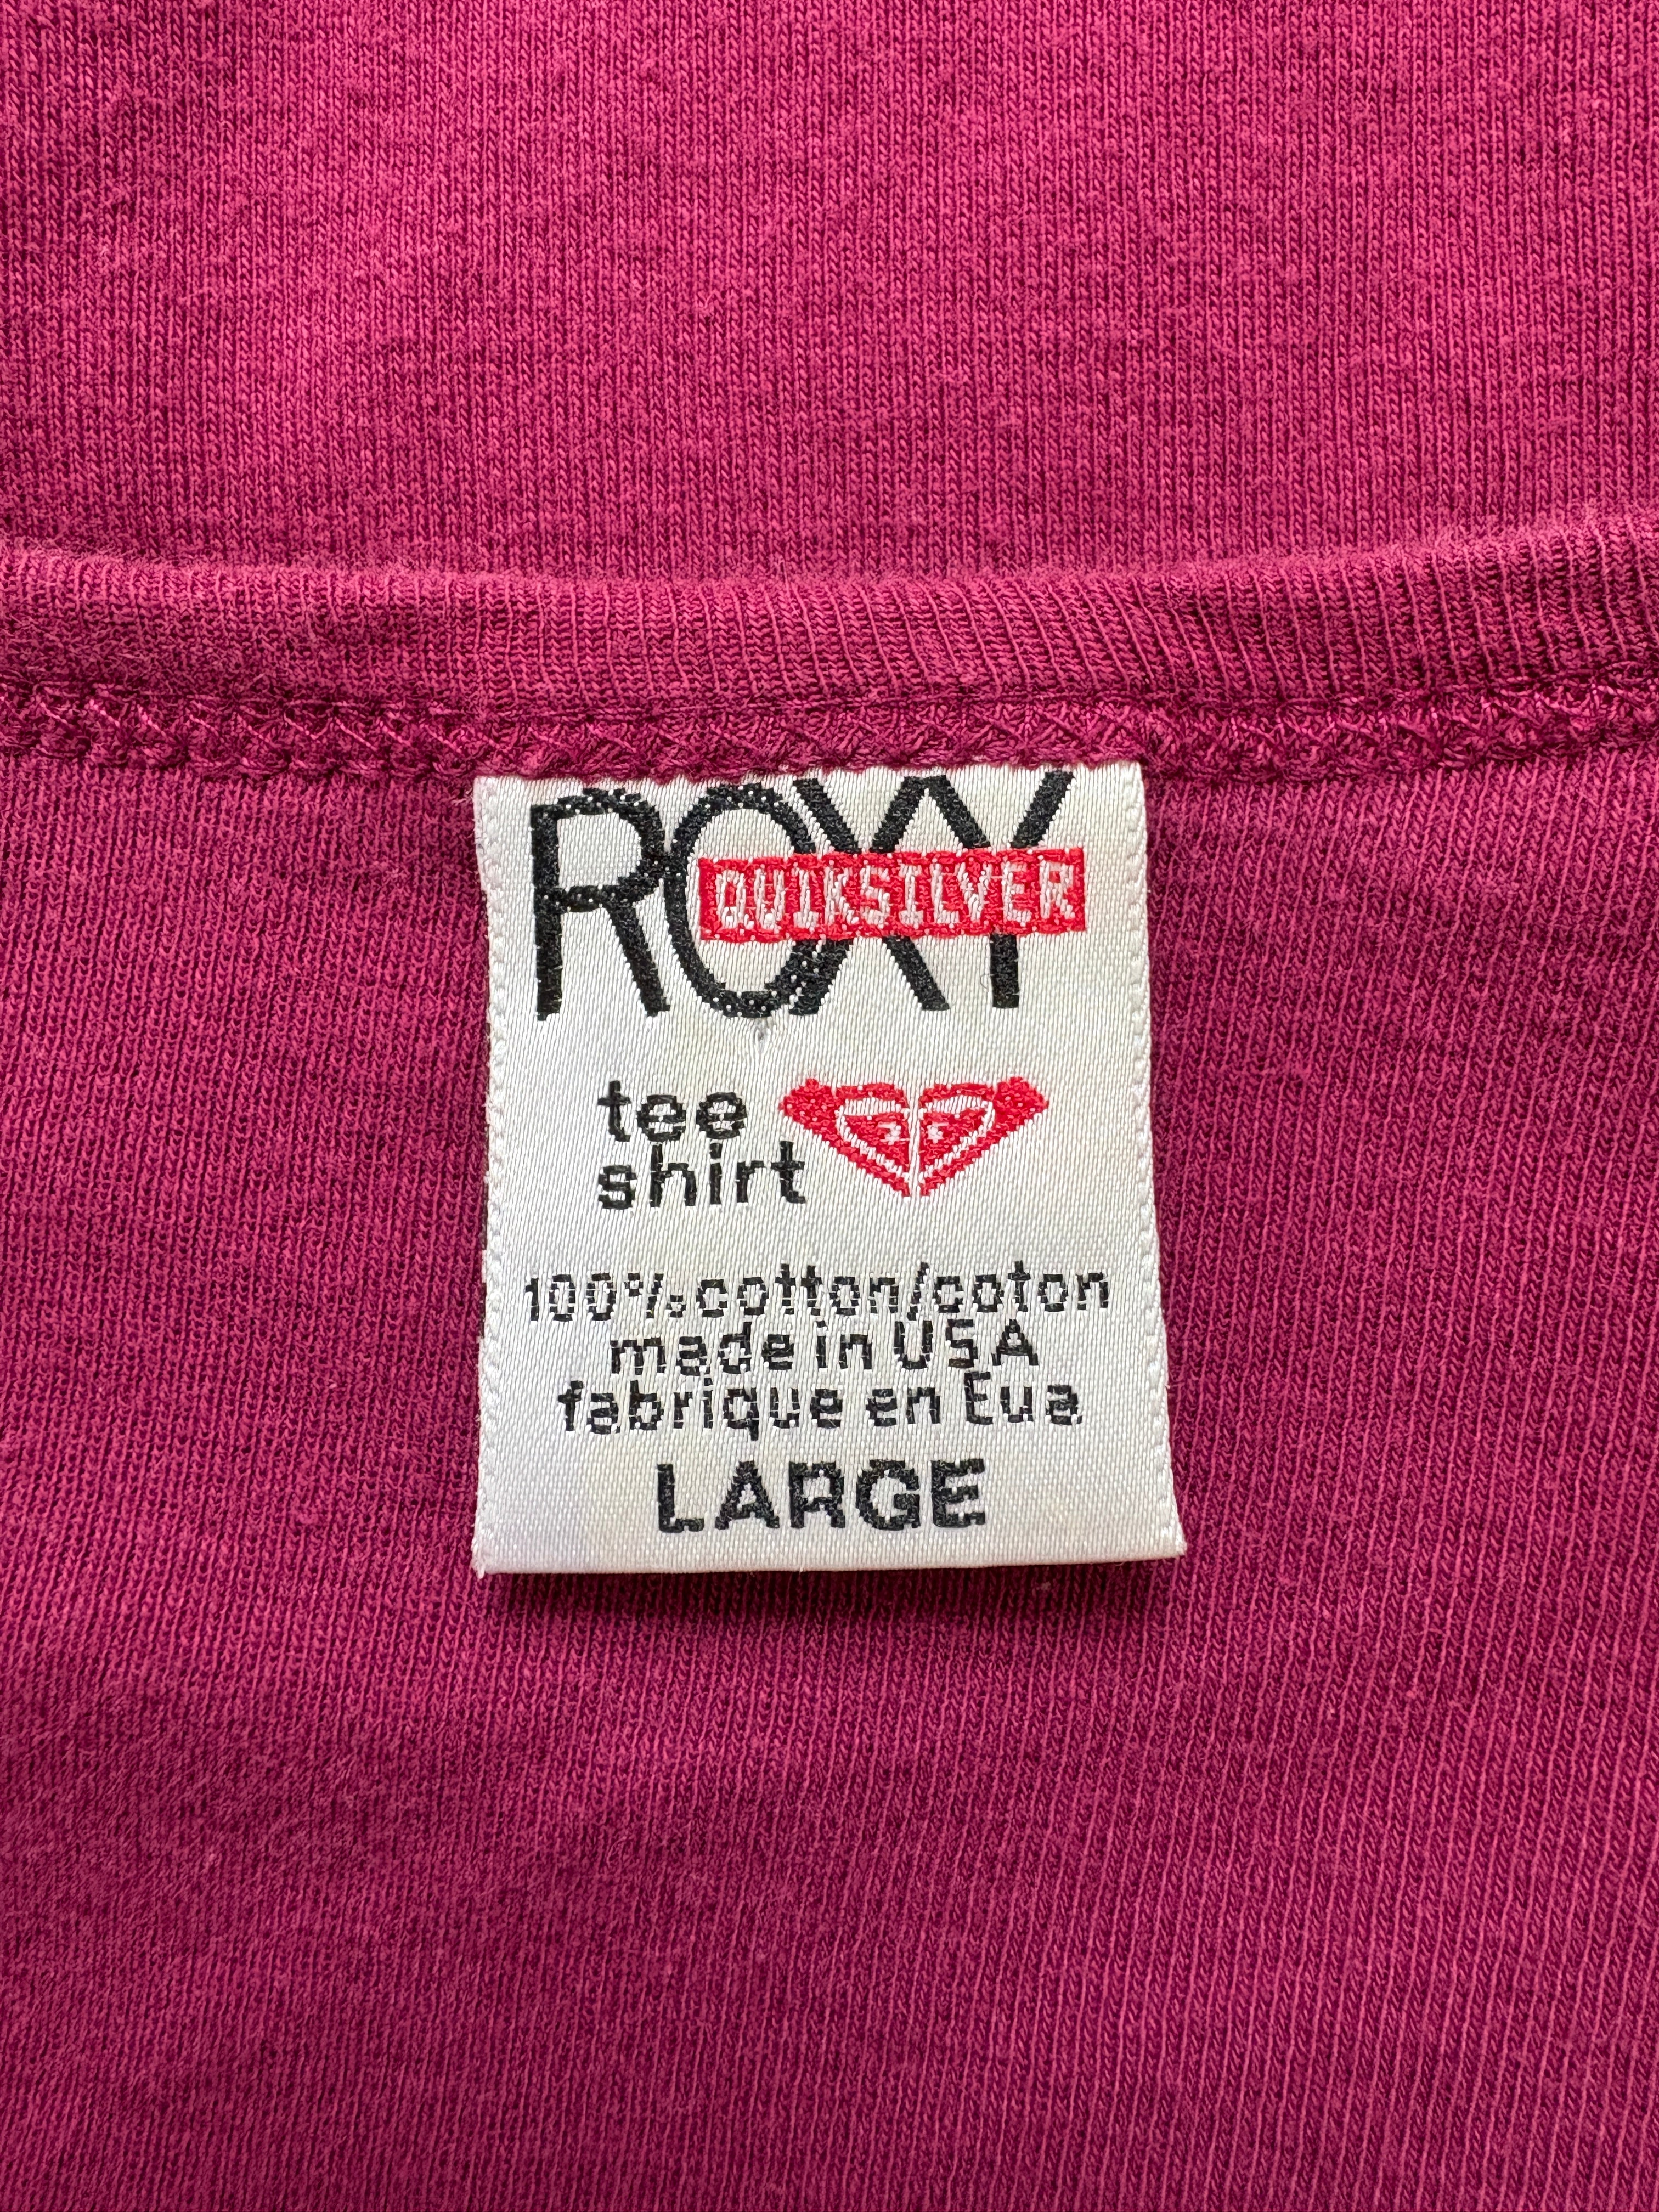 ROXY
QUIKSILVER
tee
shirt
100% cotton/coton
made in USA
fabrique en Eua
LARGE